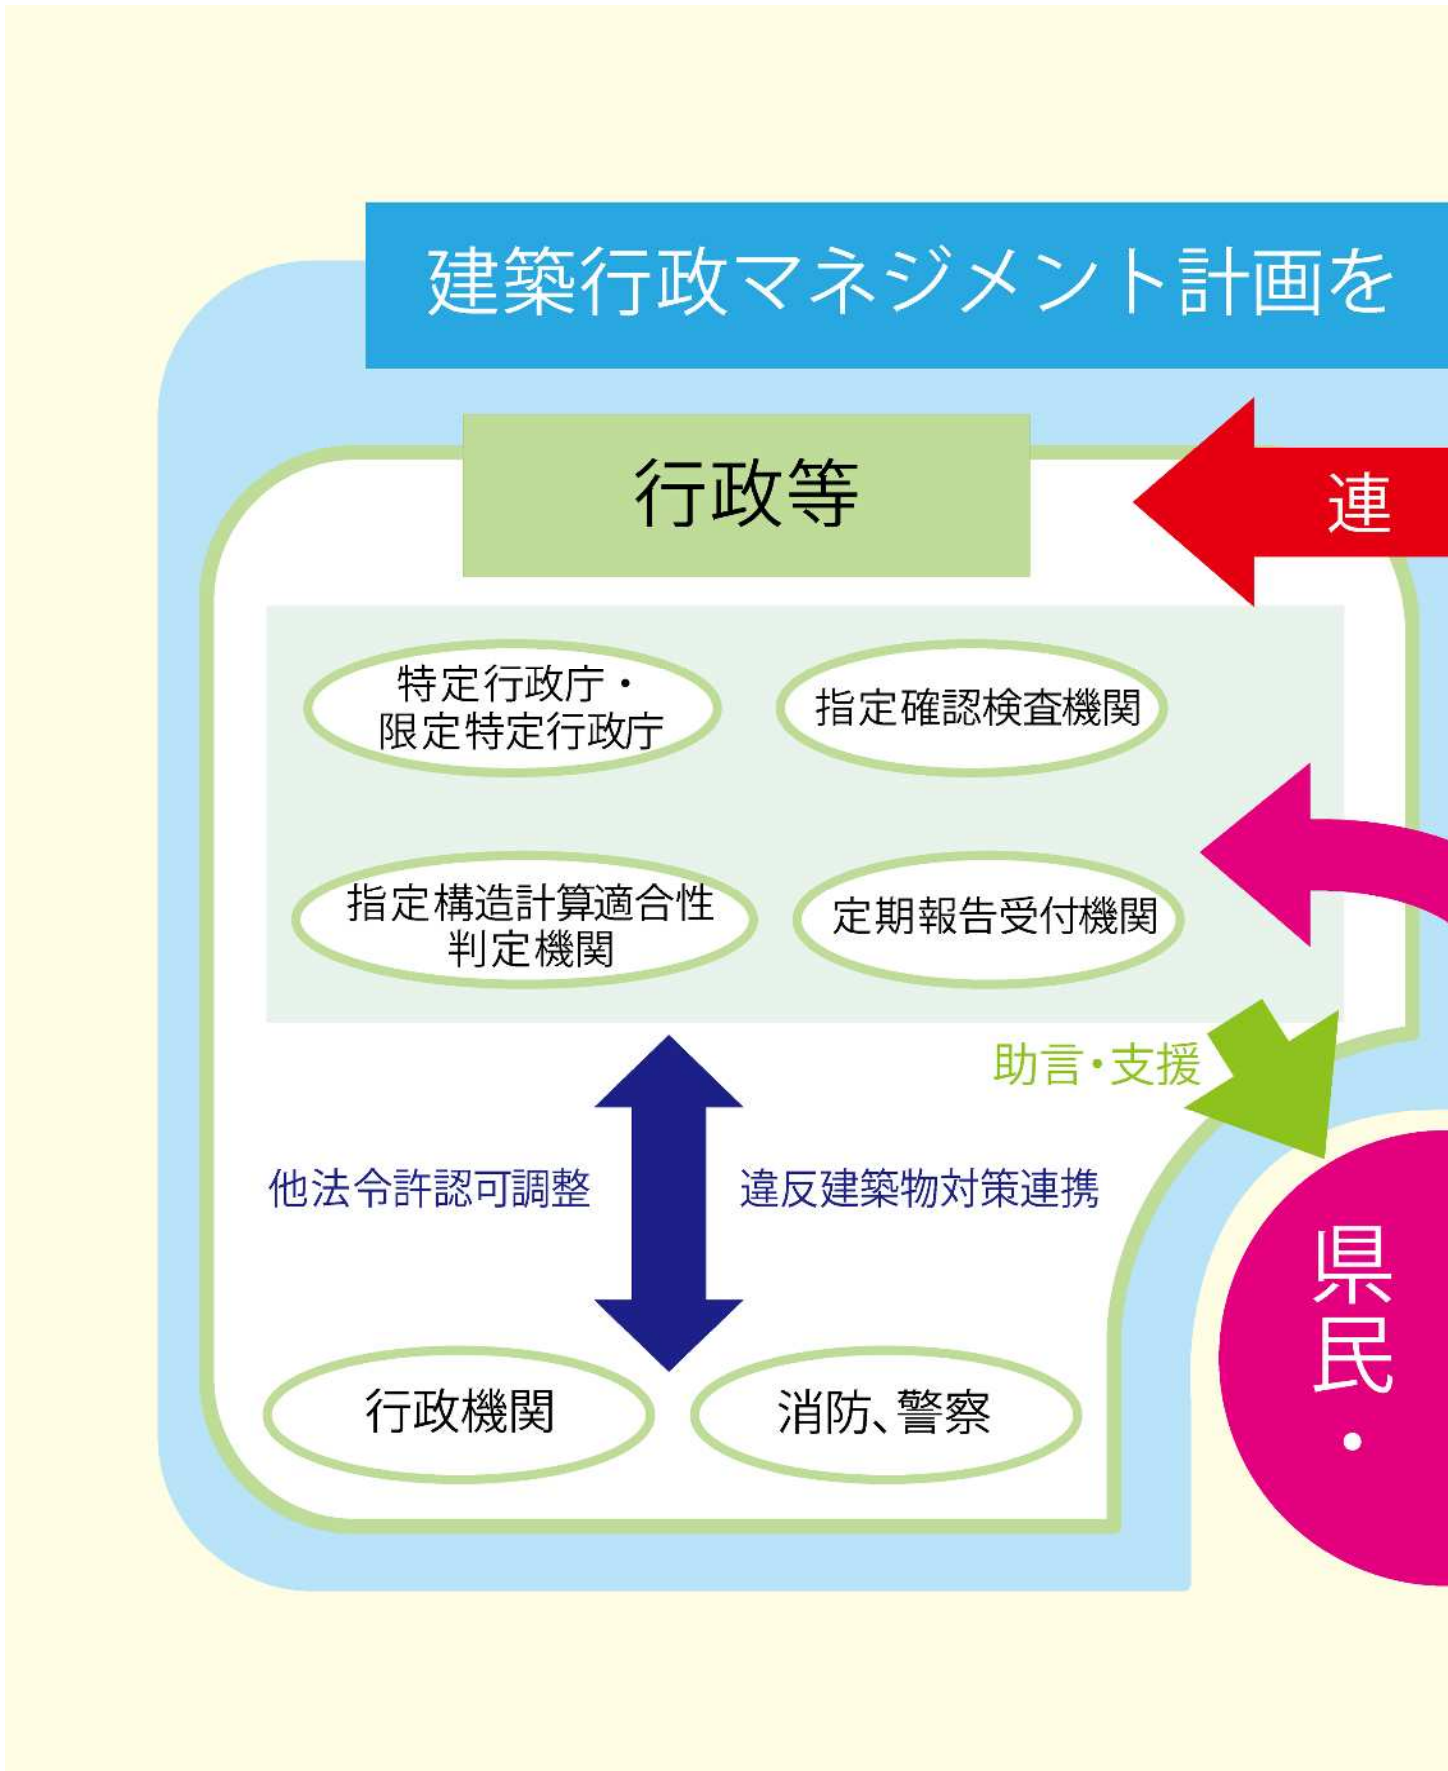 建築行政マネジメント計画を
行政等
連
特定行政庁・
限定特定行政庁
指定確認検査機関
指定構造計算適合性
判定機関
定期報告受付機関
助言・支援
他法令許認可調整
違反建築物対策連携
県民・
行政機関
消防、警察